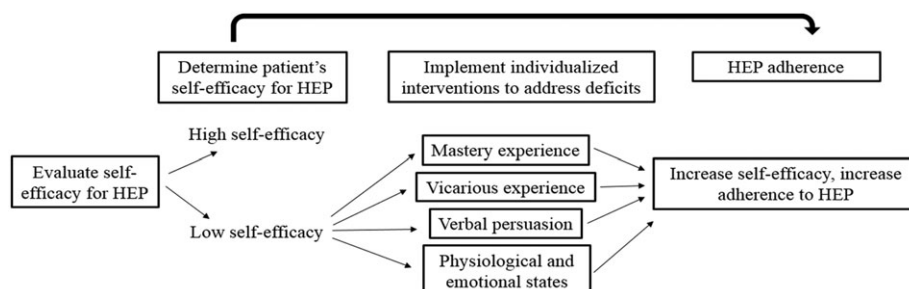 Determine patient's
self-efficacy for HEP
Implement individualized
interventions to address deficits
HEP adherence
High self-efficacy
Evaluate self-
efficacy for HEP
Low self-efficacy
Mastery experience
Vicarious experience
Verbal persuasion
Physiological and
emotional states
Increase self-efficacy, increase
adherence to HEP